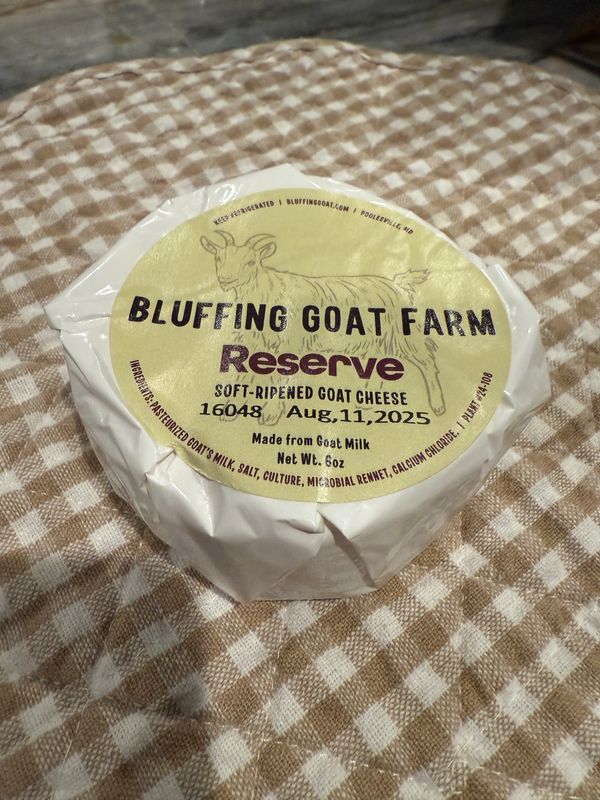 KEEP REFRIGERATED | BLUFFINGGOAT.COM | POOLESVILLE, MD
BLUFFING GOAT FARM
Reserve
SOFT-RIPENED GOAT CHEESE
16048 Aug,11,2025
Made from Goat Milk
Net Wt. 6oz
INGREDIENTS: PASTEURIZED GOAT'S MILK, SALT, CULTURE, MICROBIAL RENNET, CALCIUM CHLORIDE. | PLANT #24-108